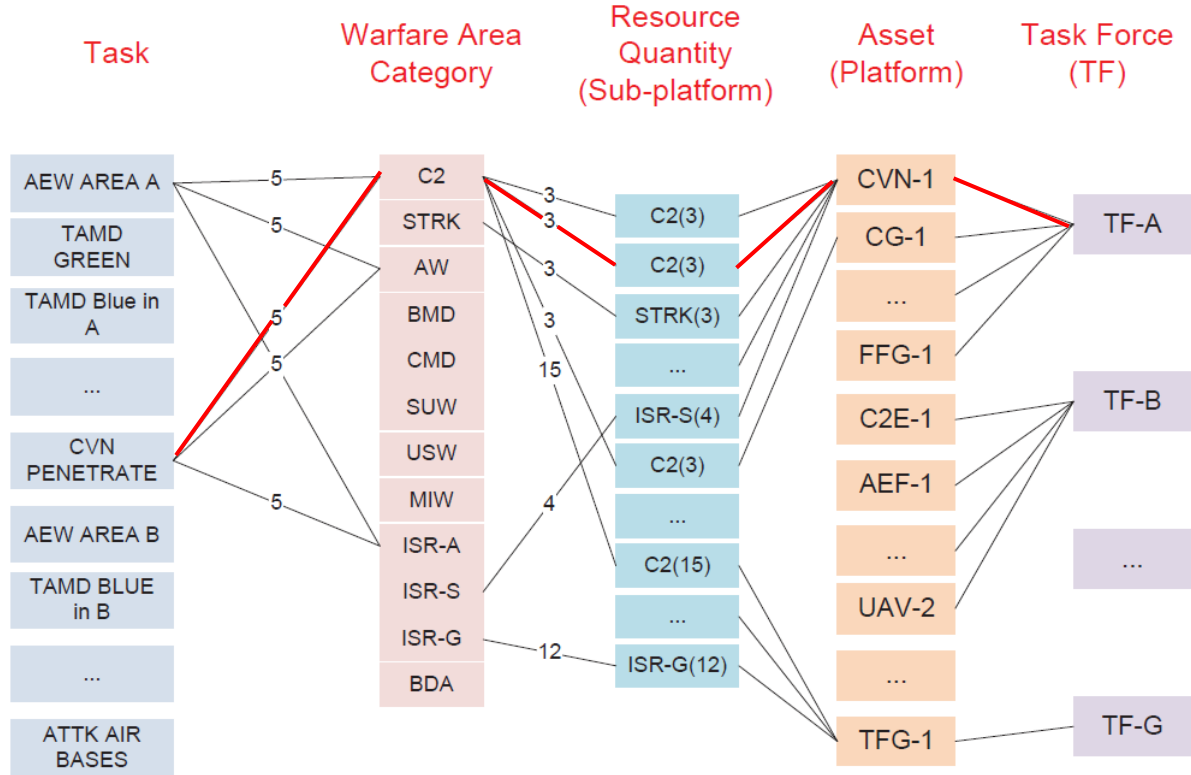 Task
Warfare Area
Category
Resource
Quantity
(Sub-platform)
Asset
(Platform)
Task Force
(TF)
AEW AREA A
TAMD
GREEN
TAMD Blue in
A
...
CVN
PENETRATE
AEW AREA B
TAMD BLUE
in B
...
ATTK AIR
BASES
5
5
5
5
5
C2
STRK
AW
BMD
CMD
SUW
USW
MIW
ISR-A
ISR-S
ISR-G
BDA
3
3
3
3
15
4
12
C2(3)
C2(3)
STRK(3)
...
ISR-S(4)
C2(3)
...
C2(15)
...
ISR-G(12)
CVN-1
CG-1
...
FFG-1
C2E-1
AEF-1
...
UAV-2
...
TFG-1
TF-A
TF-B
...
TF-G